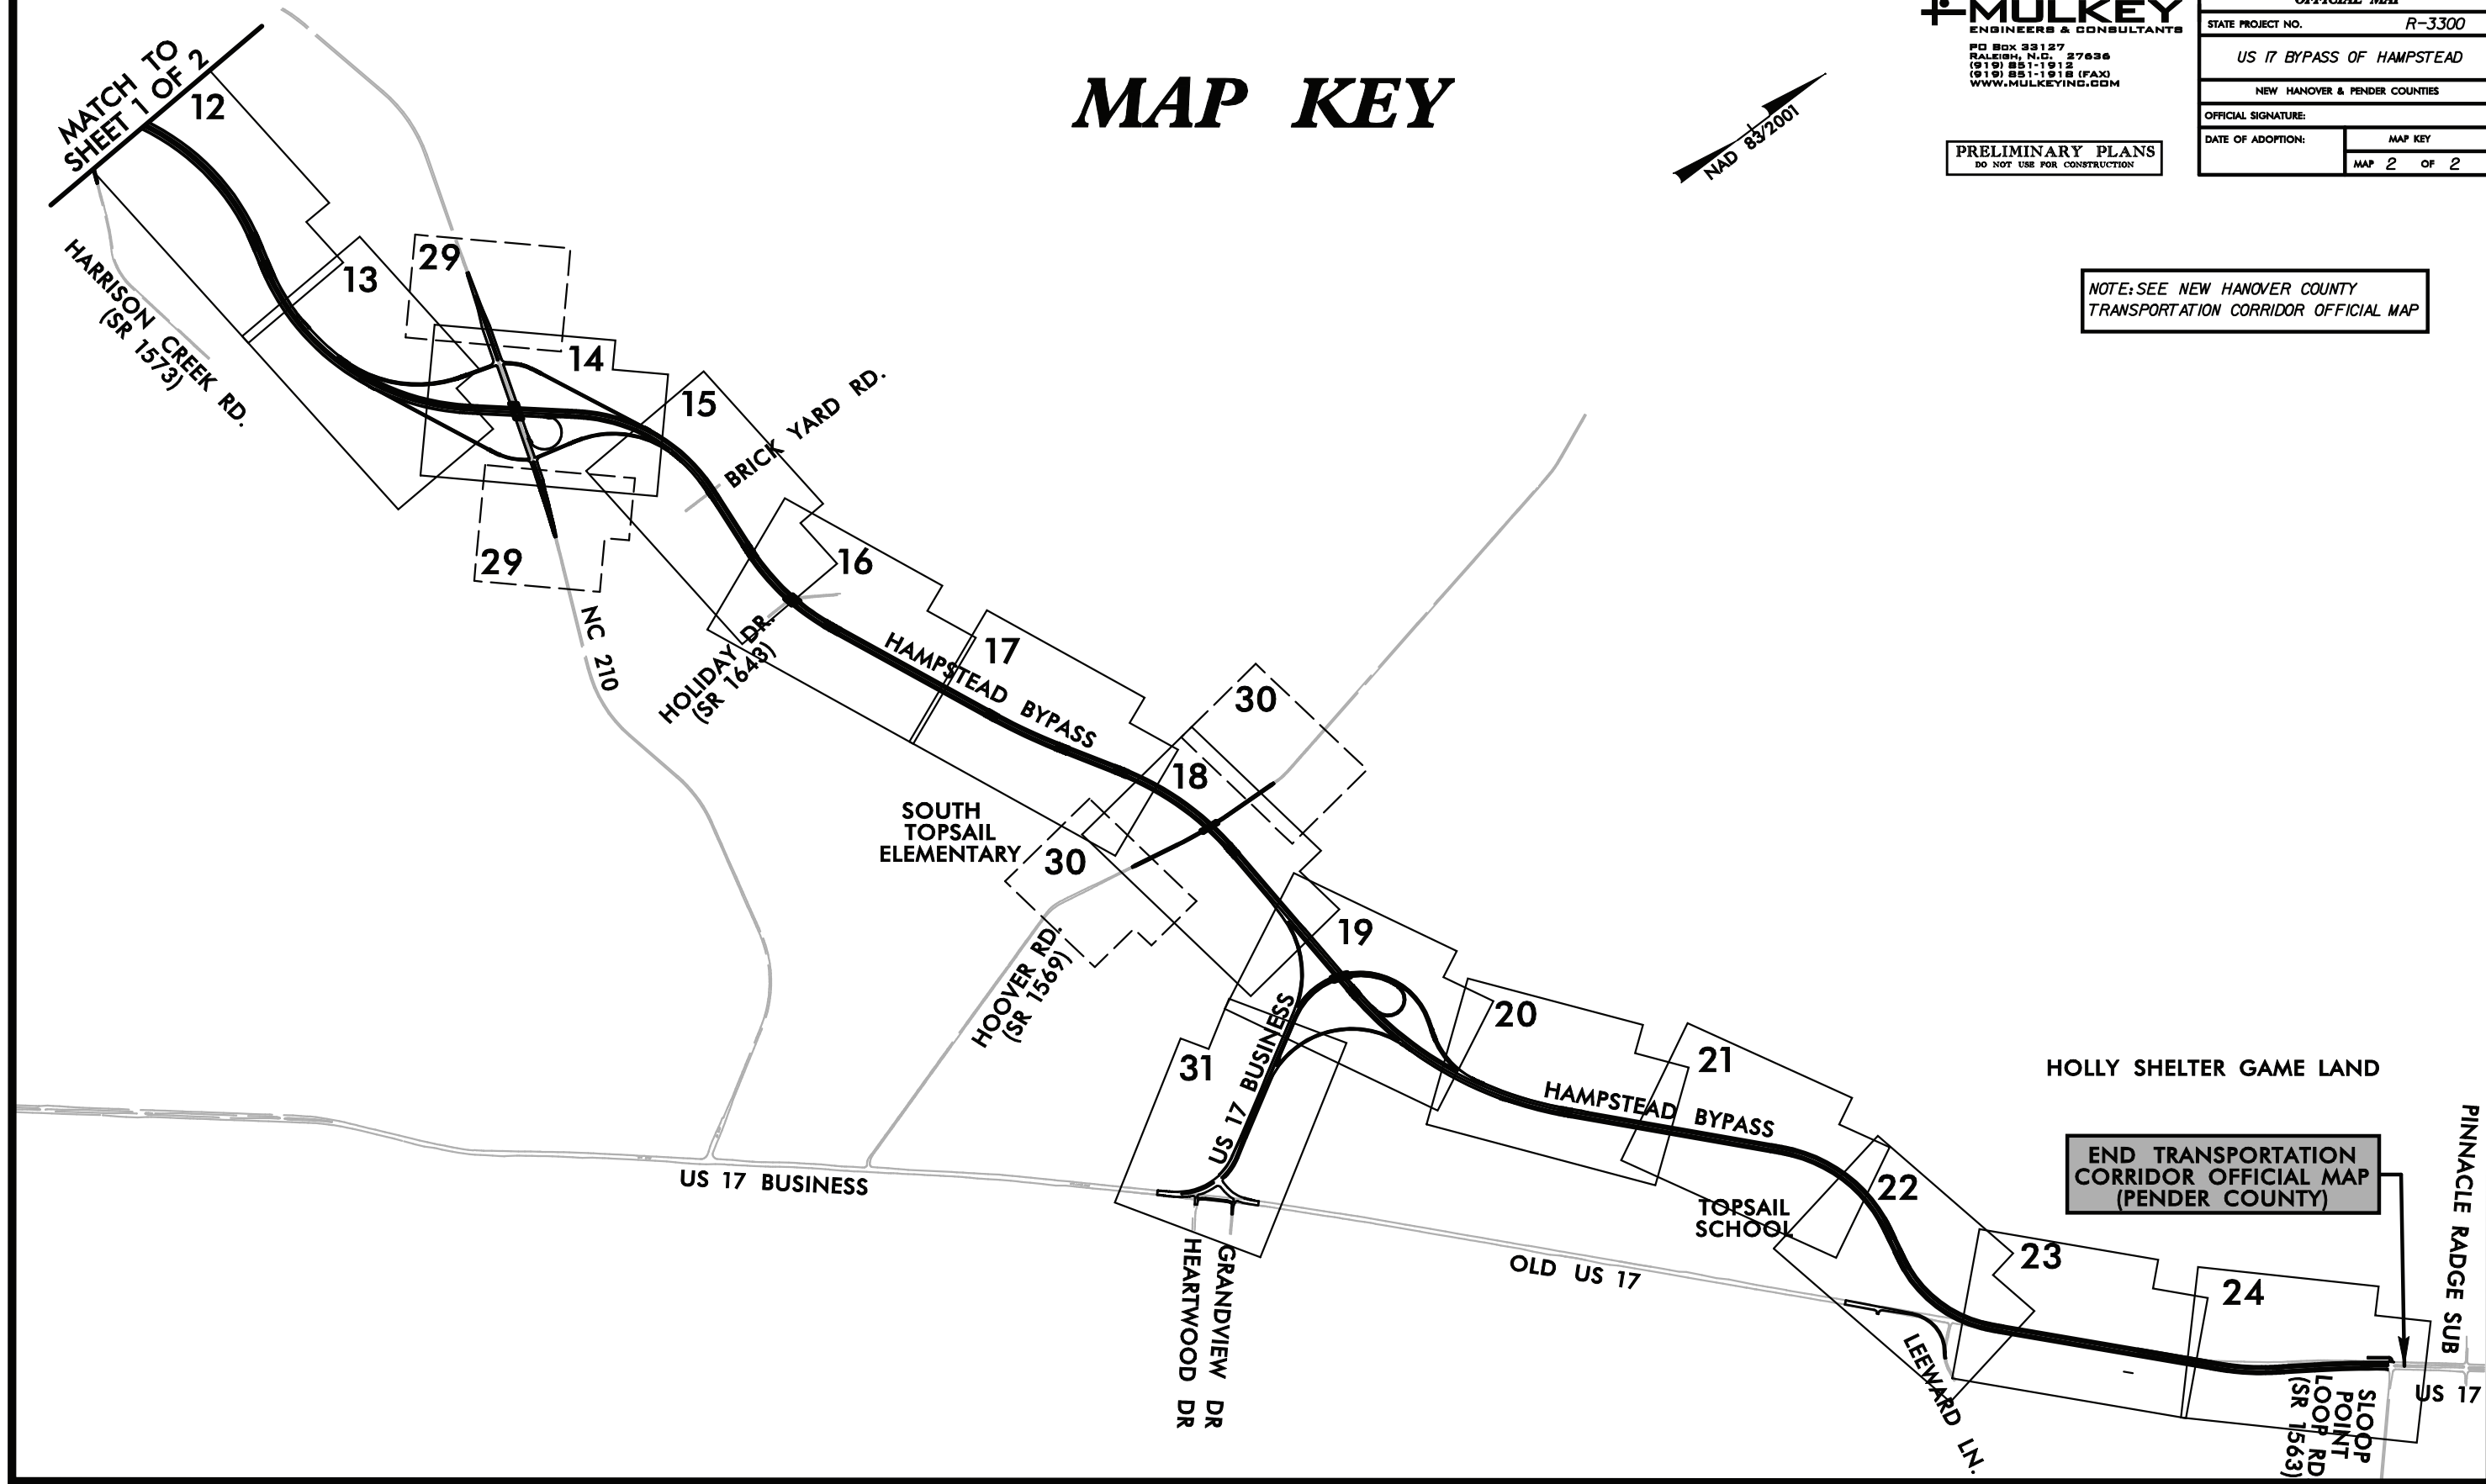 MULKEY
ENGINEERS & CONSULTANTS
PO BOX 33127
RALEIGH, N.C. 27636
(919) 851-1912
(919) 851-1918 (FAX)
WWW.MULKEYINC.COM
OFFICIAL MAP
STATE PROJECT NO. R-3300
US 17 BYPASS OF HAMPSTEAD
NEW HANOVER & PENDER COUNTIES
OFFICIAL SIGNATURE:
DATE OF ADOPTION: MAP KEY
MAP 2 OF 2
PRELIMINARY PLANS
DO NOT USE FOR CONSTRUCTION
MAP KEY
NAD 83/2001
NOTE: SEE NEW HANOVER COUNTY
TRANSPORTATION CORRIDOR OFFICIAL MAP
MATCH TO
SHEET 1 OF 2
12
13
29
14
15
HARRISON CREEK RD.
(SR 1573)
BRICK YARD RD.
29
16
NC 210
HOLIDAY DR.
(SR 1643)
HAMPSTEAD BYPASS
17
30
18
SOUTH
TOPSAIL
ELEMENTARY
30
HOOVER RD.
(SR 1569)
19
20
31
US 17 BUSINESS
21
HAMPSTEAD BYPASS
HOLLY SHELTER GAME LAND
END TRANSPORTATION
CORRIDOR OFFICIAL MAP
(PENDER COUNTY)
PINNACLE RADGE SUB
US 17 BUSINESS
22
TOPSAIL
SCHOOL
HEARTWOOD DR
GRANDVIEW DR
OLD US 17
23
24
LEEWARD LN.
SLOOP
POINT
LOOP RD
(SR 1563)
US 17